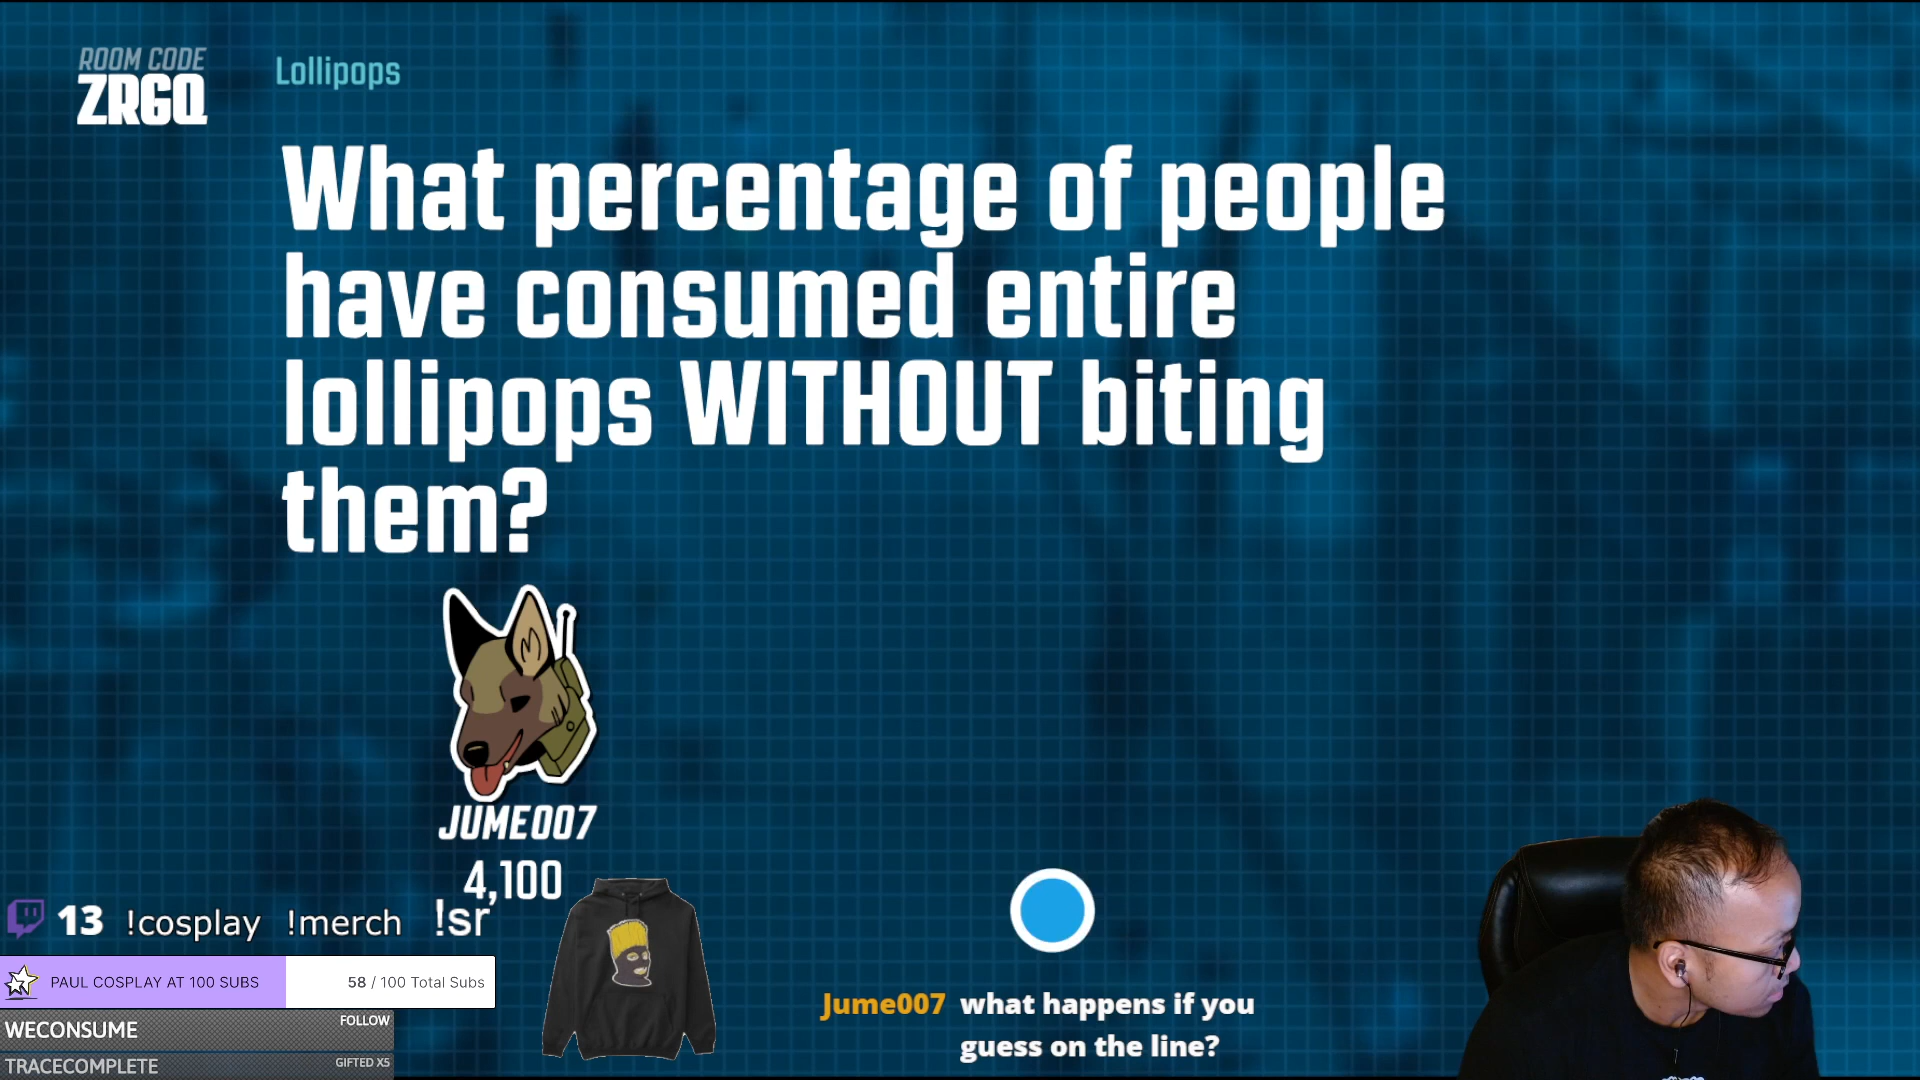 ROOM CODE
ZRGQ
Lollipops
What percentage of people
have consumed entire
lollipops WITHOUT biting
them?
JUME007
4,100
13 !cosplay !merch !sr
PAUL COSPLAY AT 100 SUBS 58 / 100 Total Subs
WECONSUME FOLLOW
TRACECOMPLETE GIFTED X5
Jume007 what happens if you
guess on the line?